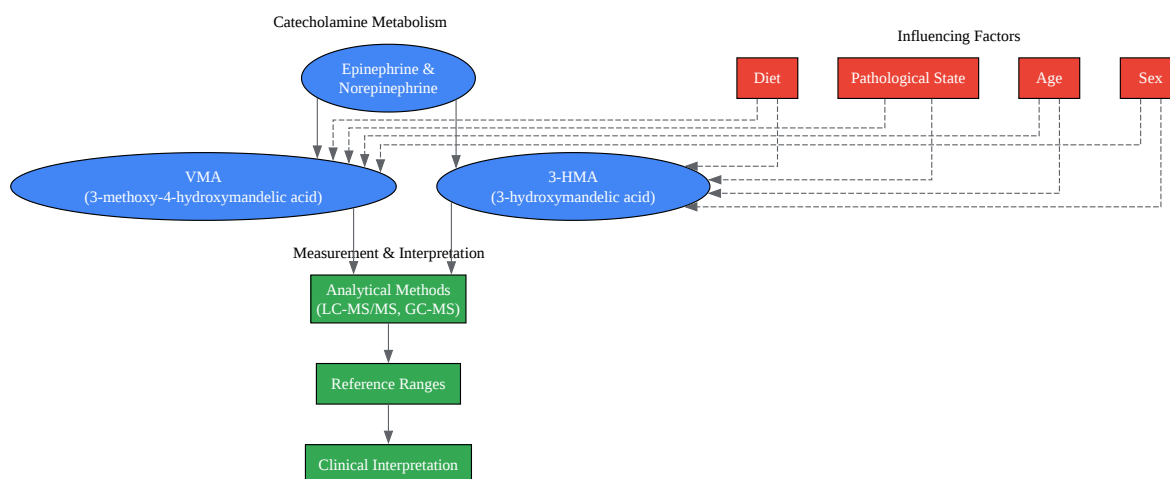 Catecholamine Metabolism
Influencing Factors
Epinephrine &
Norepinephrine
Diet
Pathological State
Age
Sex
VMA
(3-methoxy-4-hydroxymandelic acid)
3-HMA
(3-hydroxymandelic acid)
Measurement & Interpretation
Analytical Methods
(LC-MS/MS, GC-MS)
Reference Ranges
Clinical Interpretation